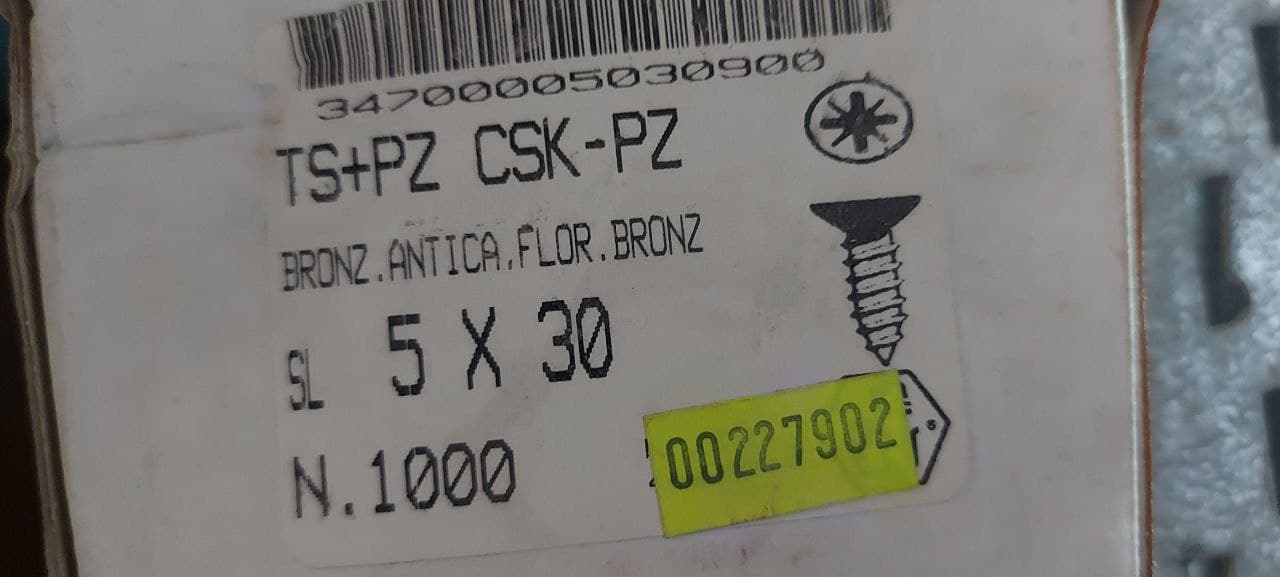 34700005030900
TS+PZ CSK-PZ
BRONZ.ANTICA.FLOR.BRONZ
SL 5 X 30
N.1000
00227902